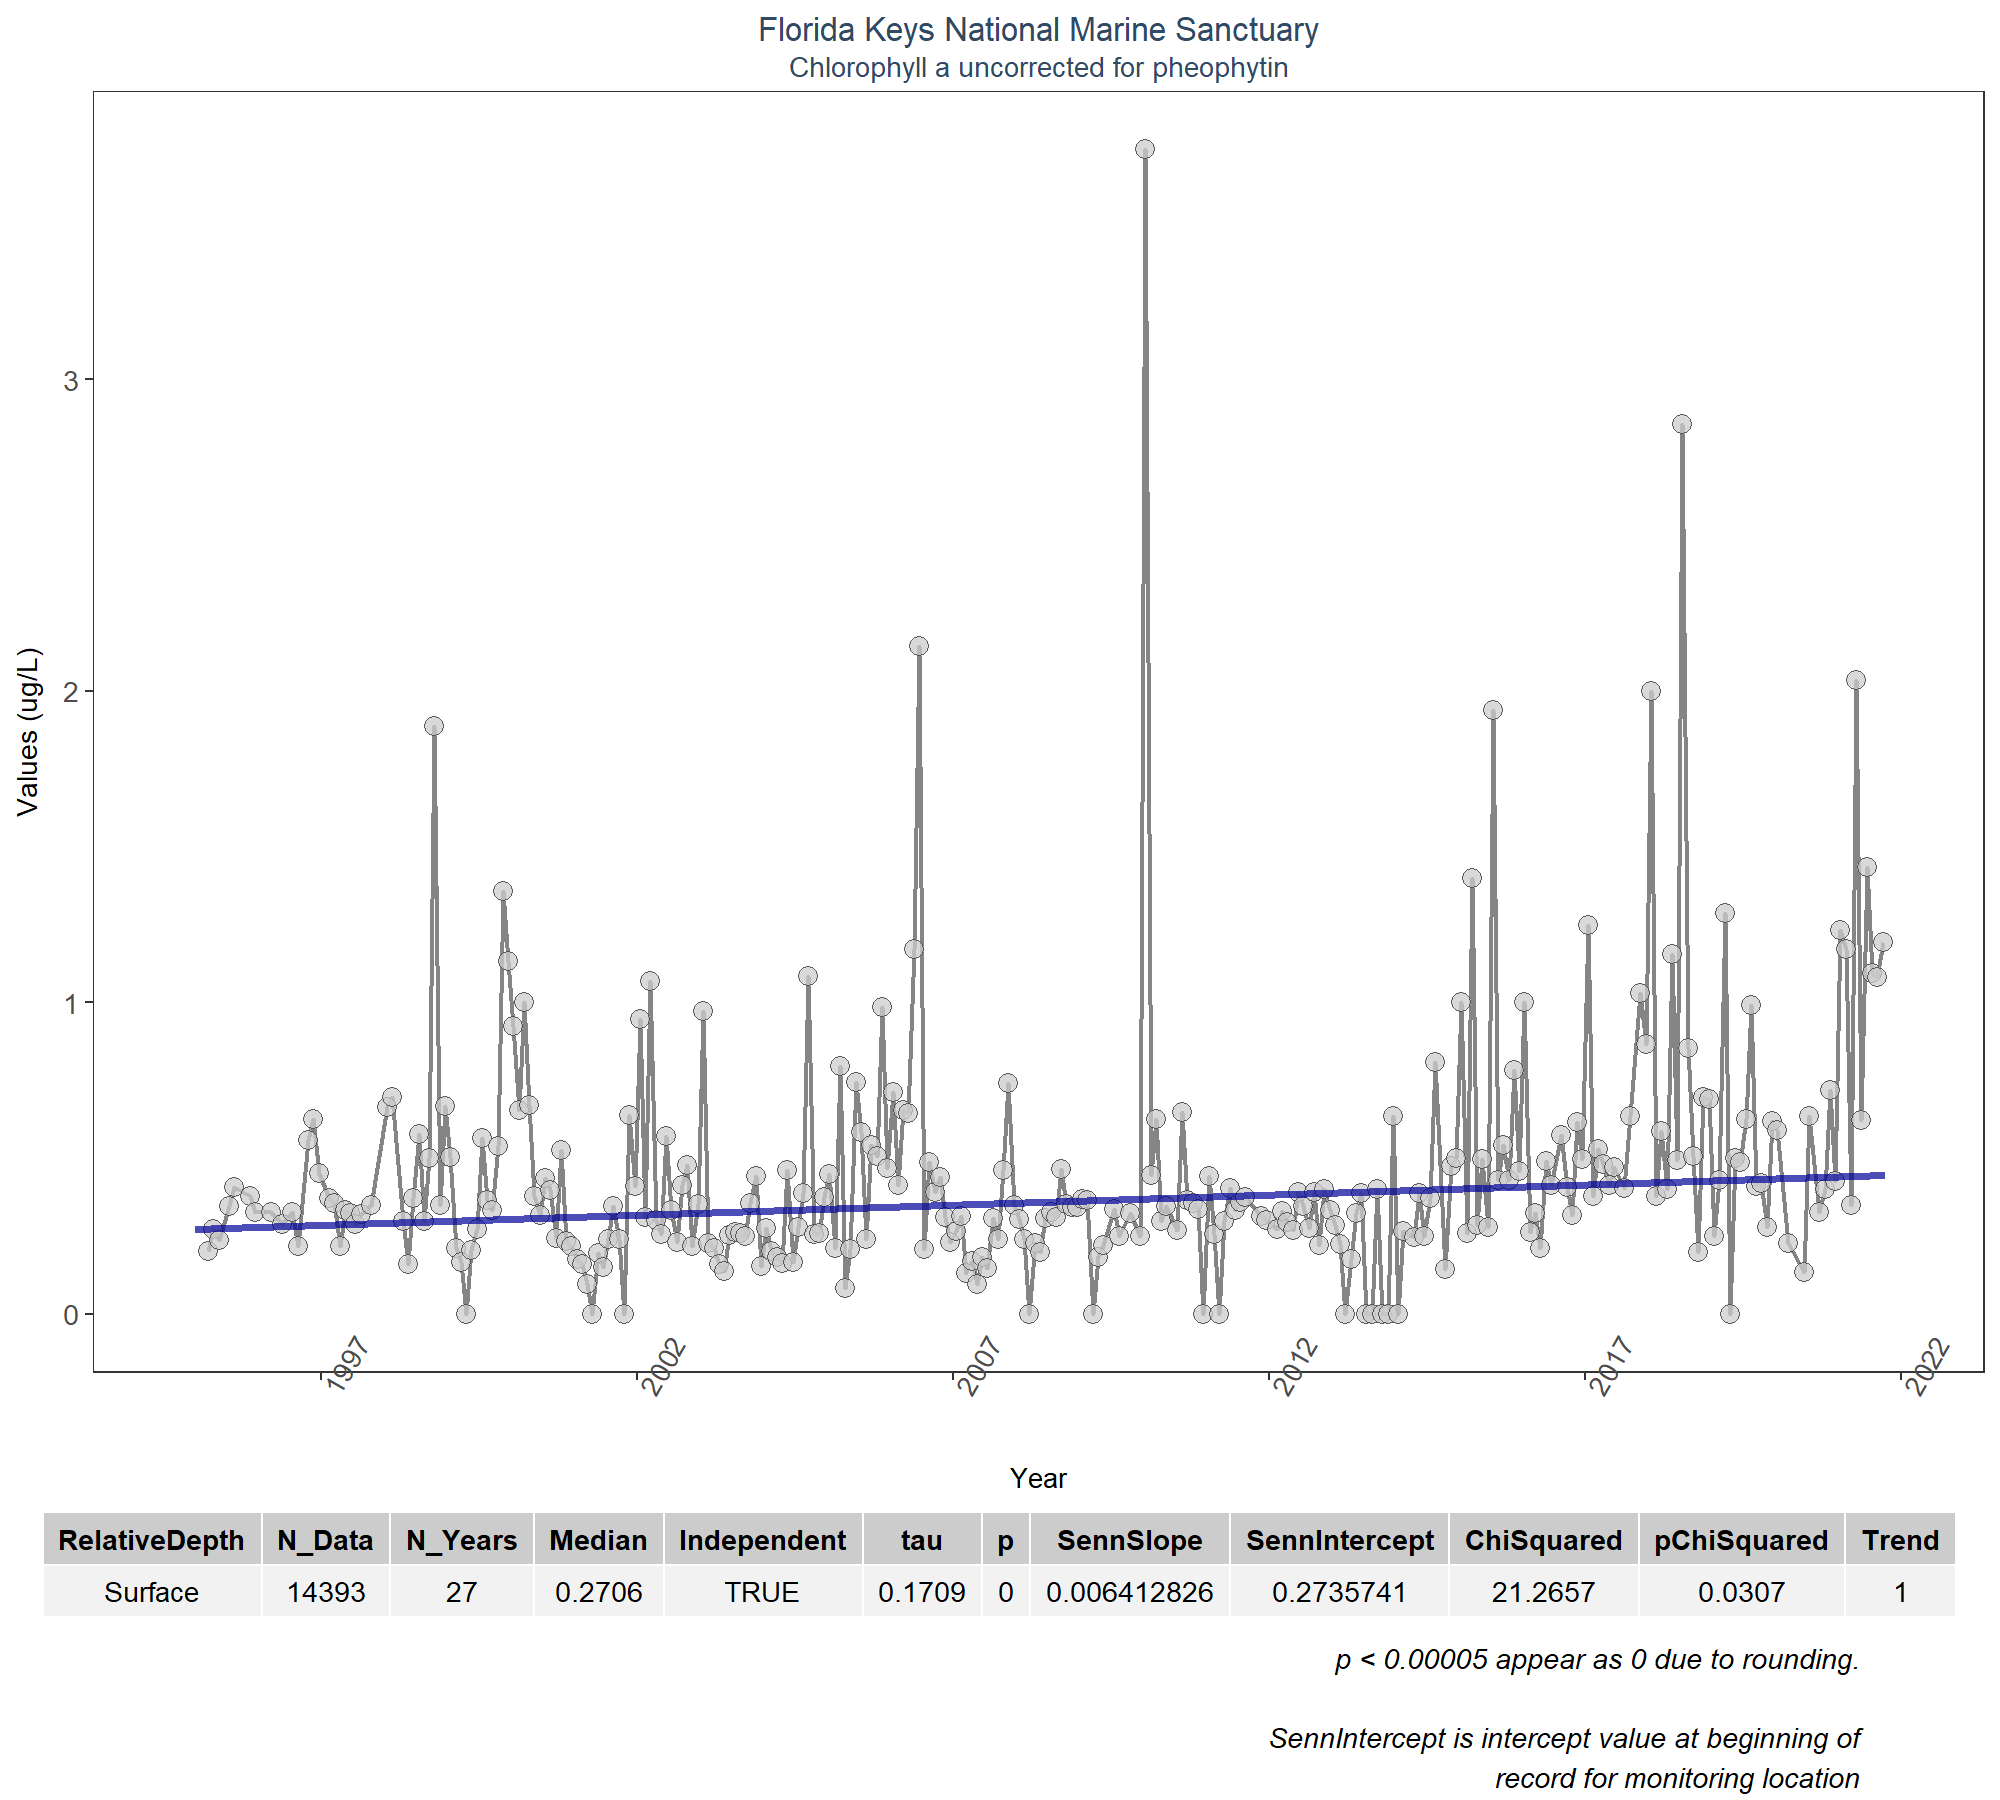 Florida Keys National Marine Sanctuary
Chlorophyll a uncorrected for pheophytin
Values (ug/L)
3
2
1
0
1997
2002
2007
2012
2017
2022
Year
RelativeDepth N_Data N_Years Median Independent tau p SennSlope SennIntercept ChiSquared pChiSquared Trend
Surface 14393 27 0.2706 TRUE 0.1709 0 0.006412826 0.2735741 21.2657 0.0307 1
p < 0.00005 appear as 0 due to rounding.
SennIntercept is intercept value at beginning of
record for monitoring location